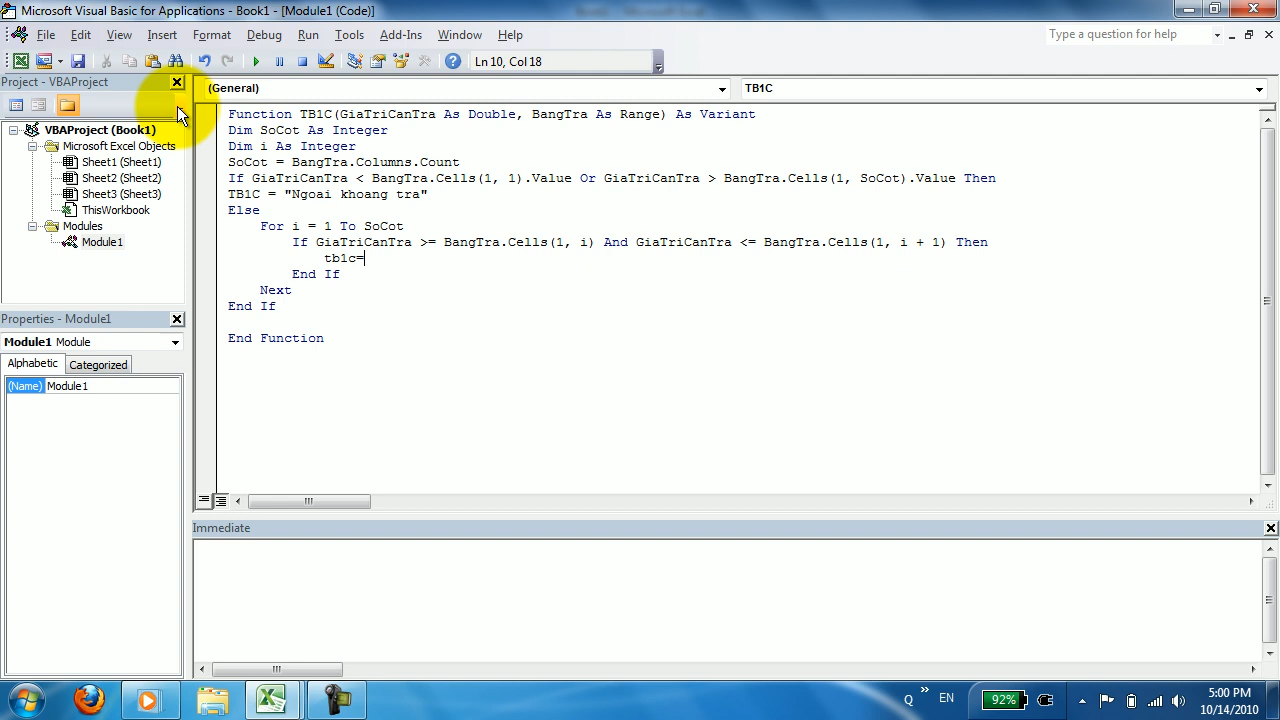 Microsoft Visual Basic for Applications - Book1 - [Module1 (Code)]
File Edit View Insert Format Debug Run Tools Add-Ins Window Help
Type a question for help
Ln 10, Col 18
Project - VBAProject
(General)
TB1C
VBAProject (Book1)
Microsoft Excel Objects
Sheet1 (Sheet1)
Sheet2 (Sheet2)
Sheet3 (Sheet3)
ThisWorkbook
Modules
Module1
Function TB1C(GiaTriCanTra As Double, BangTra As Range) As Variant
Dim SoCot As Integer
Dim i As Integer
SoCot = BangTra.Columns.Count
If GiaTriCanTra < BangTra.Cells(1, 1).Value Or GiaTriCanTra > BangTra.Cells(1, SoCot).Value Then
TB1C = "Ngoai khoang tra"
Else
For i = 1 To SoCot
If GiaTriCanTra >= BangTra.Cells(1, i) And GiaTriCanTra <= BangTra.Cells(1, i + 1) Then
tb1c=
End If
Next
End If
End Function
Properties - Module1
Module1 Module
Alphabetic Categorized
(Name) Module1
Immediate
Q
EN
92%
5:00 PM
10/14/2010